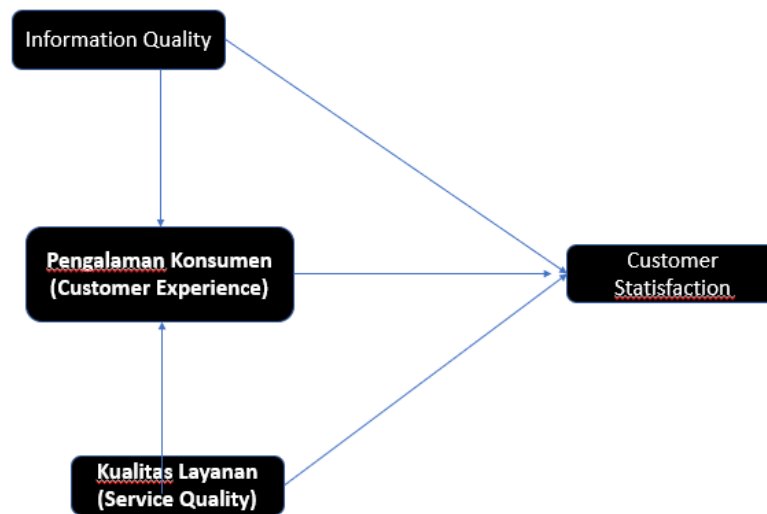 Information Quality
Pengalaman Konsumen
(Customer Experience)
Customer
Statisfaction
Kualitas Layanan
(Service Quality)